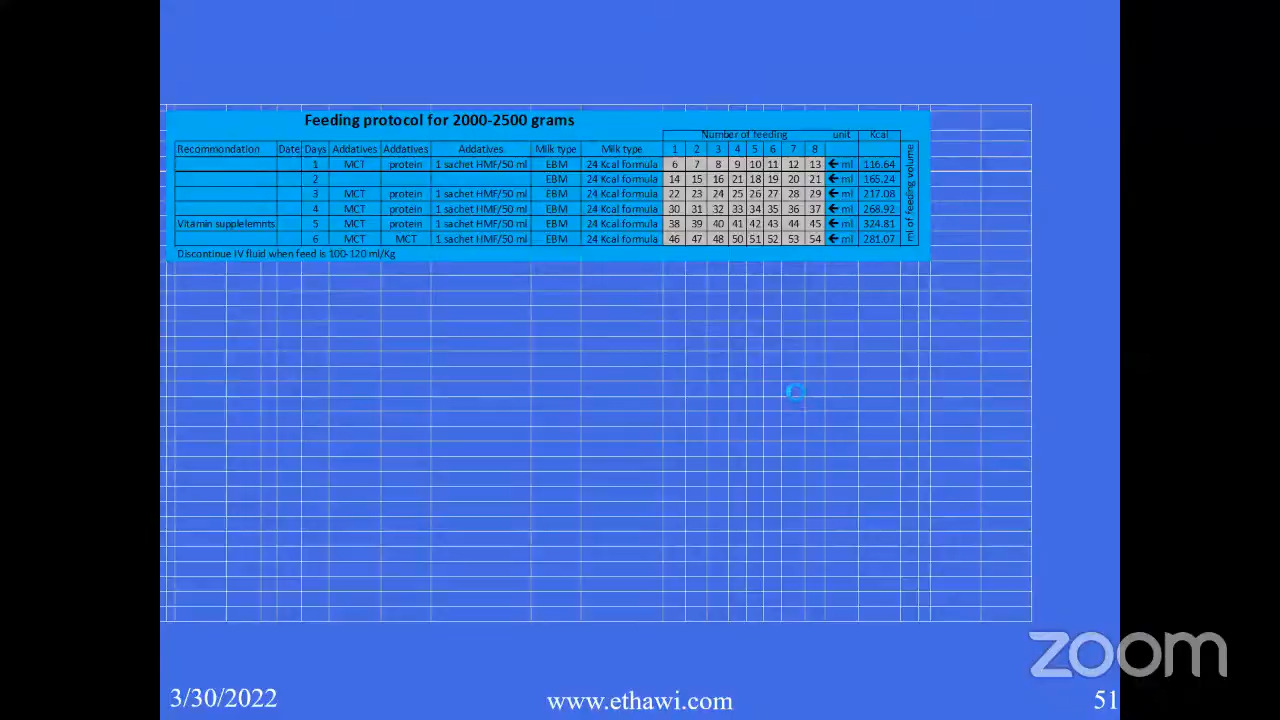 Feeding protocol for 2000-2500 grams
Number of feeding unit Kcal
Recommondation Date Days Addatives Addatives Addatives Milk type Milk type 1 2 3 4 5 6 7 8
1 MCT protein 1 sachet HMF/50 ml EBM 24 Kcal formula 6 7 8 9 10 11 12 13 ← ml 116.64
2 EBM 24 Kcal formula 14 15 16 21 18 19 20 21 ← ml 165.24
3 MCT protein 1 sachet HMF/50 ml EBM 24 Kcal formula 22 23 24 25 26 27 28 29 ← ml 217.08
4 MCT protein 1 sachet HMF/50 ml EBM 24 Kcal formula 30 31 32 33 34 35 36 37 ← ml 268.92
Vitamin supplelemnts 5 MCT protein 1 sachet HMF/50 ml EBM 24 Kcal formula 38 39 40 41 42 43 44 45 ← ml 324.81
6 MCT MCT 1 sachet HMF/50 ml EBM 24 Kcal formula 46 47 48 50 51 52 53 54 ← ml 281.07
ml of feeding volume
Discontinue IV fluid when feed is 100-120 ml/Kg
zoom
3/30/2022 www.ethawi.com 51